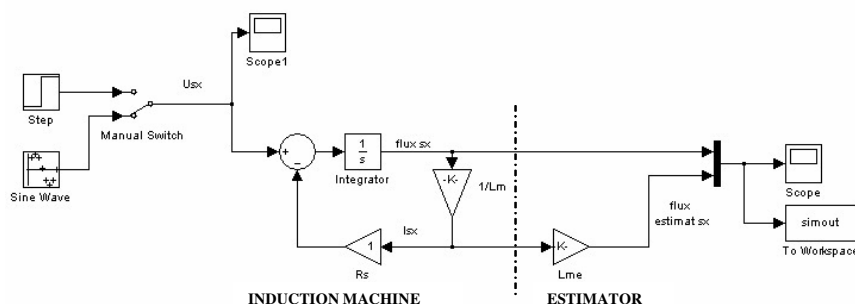 Scope1
Usx
Step
Manual Switch
Sine Wave
+
−
1
s
Integrator
flux sx
-K-
1/Lm
flux
estimat sx
Scope
simout
To Workspace
Isx
1
Rs
K-
Lme
INDUCTION MACHINE
ESTIMATOR